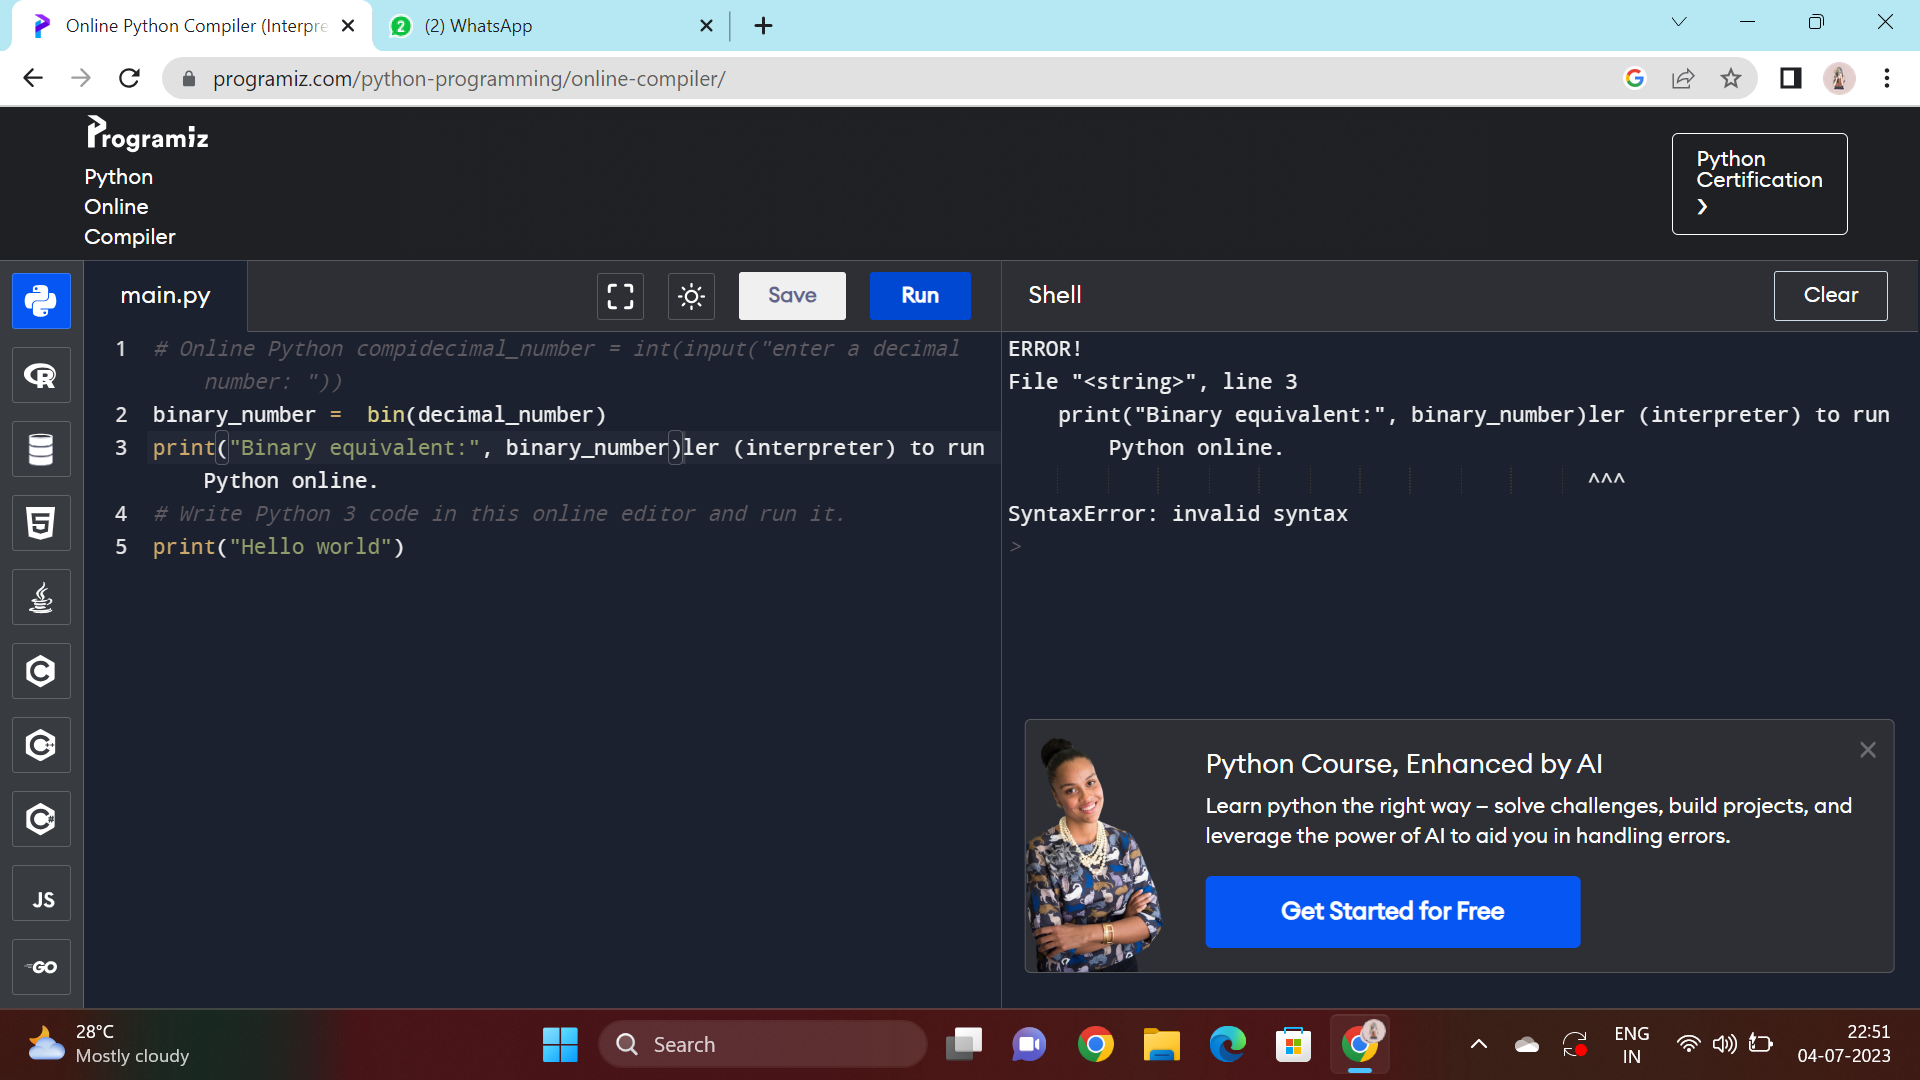 Online Python Compiler (Interpre
2 (2) WhatsApp
programiz.com/python-programming/online-compiler/
Programiz
Python
Online
Compiler
Python
Certification
main.py
Save
Run
Shell
Clear
1 # Online Python compidecimal_number = int(input("enter a decimal
number: "))
2 binary_number =  bin(decimal_number)
3 print("Binary equivalent:", binary_number)ler (interpreter) to run
Python online.
4 # Write Python 3 code in this online editor and run it.
5 print("Hello world")
ERROR!
File "<string>", line 3
print("Binary equivalent:", binary_number)ler (interpreter) to run
Python online.
^^^
SyntaxError: invalid syntax
>
R
5
C
C++
C#
JS
GO
Python Course, Enhanced by AI
Learn python the right way – solve challenges, build projects, and
leverage the power of AI to aid you in handling errors.
Get Started for Free
28°C
Mostly cloudy
Search
ENG
IN
22:51
04-07-2023